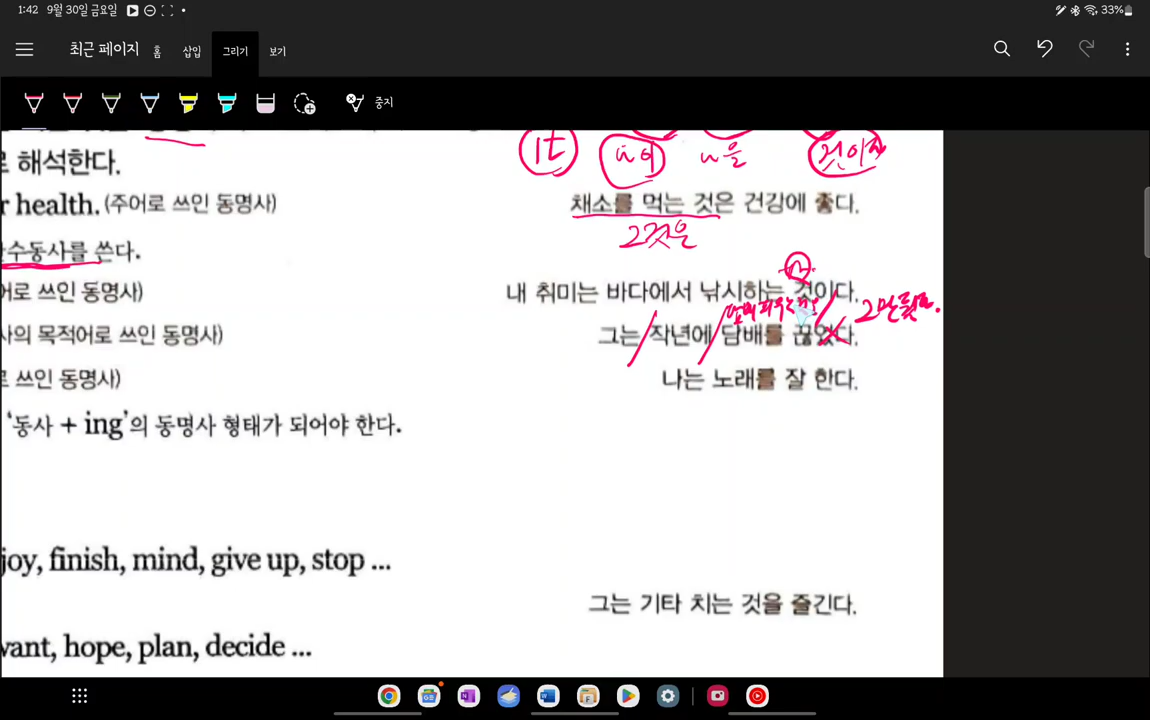 1:42 9월 30일 금요일 33%
최근 페이지 홈 삽입 그리기 보기
중지
로 해석한다.
It
r health. (주어로 쓰인 동명사) 채소를 먹는 것은 건강에 좋다.
그것은
수동사를 쓴다.
어로 쓰인 동명사) 내 취미는 바다에서 낚시하는 것이다.
사의 목적어로 쓰인 동명사) 그는 작년에 담배를 끊었다.
로 쓰인 동명사) 나는 노래를 잘 한다.
‘동사 + ing’의 동명사 형태가 되어야 한다.
joy, finish, mind, give up, stop ...
그는 기타 치는 것을 즐긴다.
want, hope, plan, decide ...